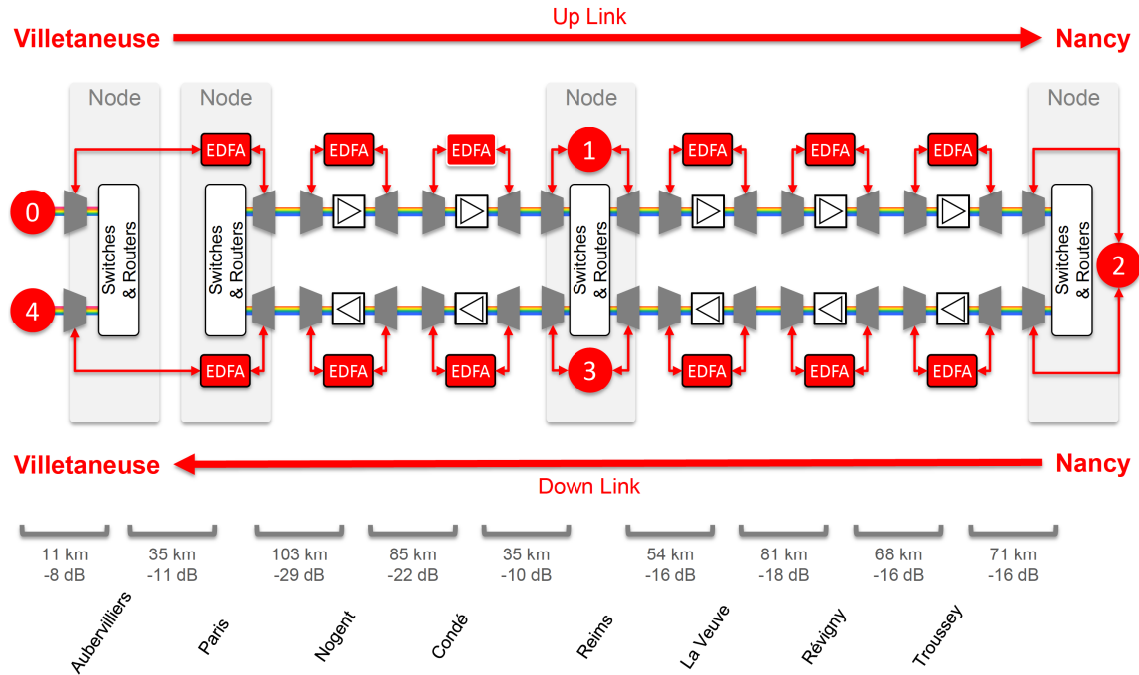 Up Link
Villetaneuse
Nancy
Node
Node
Node
Node
EDFA
EDFA
EDFA
1
EDFA
EDFA
EDFA
0
Switches
& Routers
Switches
& Routers
Switches
& Routers
Switches
& Routers
2
4
EDFA
EDFA
EDFA
3
EDFA
EDFA
EDFA
Villetaneuse
Nancy
Down Link
11 km
-8 dB
35 km
-11 dB
103 km
-29 dB
85 km
-22 dB
35 km
-10 dB
54 km
-16 dB
81 km
-18 dB
68 km
-16 dB
71 km
-16 dB
Aubervilliers
Paris
Nogent
Condé
Reims
La Veuve
Révigny
Troussey